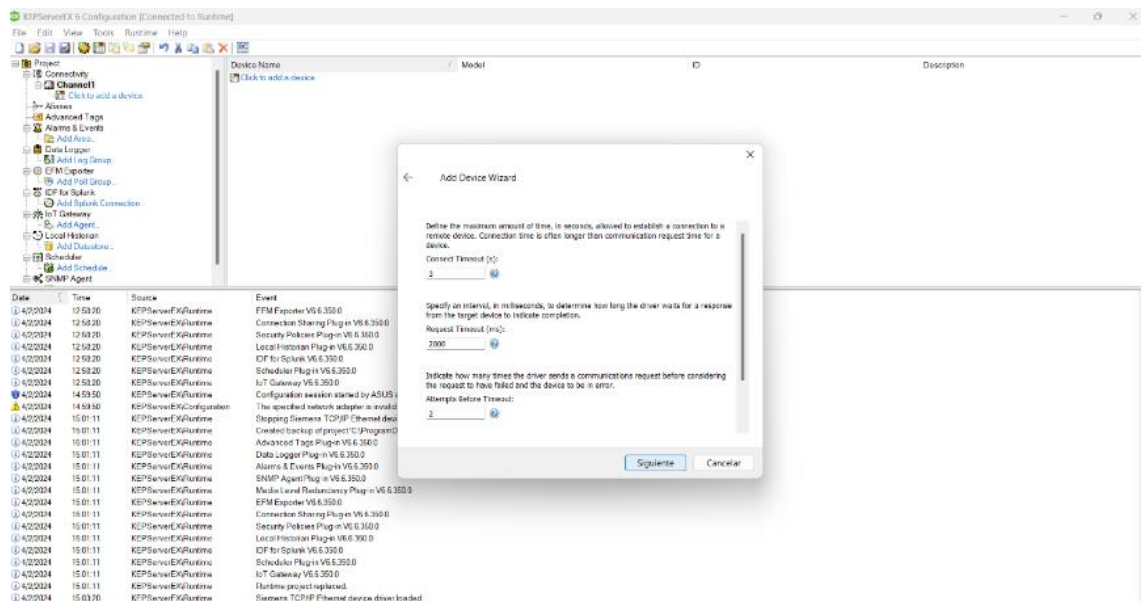 KEPServerEX 6 Configuration [Connected to Runtime]
File Edit View Tools Runtime Help
Project
Connectivity
Channel1
Click to add a device.
Aliases
Advanced Tags
Alarms & Events
Add Area...
Data Logger
Add Log Group...
EFM Exporter
Add Poll Group...
IDF for Splunk
Add Splunk Connection...
IoT Gateway
Add Agent...
Local Historian
Add Datastore...
Scheduler
Add Schedule...
SNMP Agent
Device Name / Model ID Description
Click to add a device.
Add Device Wizard
Define the maximum amount of time, in seconds, allowed to establish a connection to a
remote device. Connection time is often longer than communication request time for a
device.
Connect Timeout (s):
3
Specify an interval, in milliseconds, to determine how long the driver waits for a response
from the target device to indicate completion.
Request Timeout (ms):
2000
Indicate how many times the driver sends a communications request before considering
the request to have failed and the device to be in error.
Attempts Before Timeout:
2
Siguiente Cancelar
Date Time Source Event
4/2/2024 12:58:20 KEPServerEX\Runtime EFM Exporter V6.6.350.0
4/2/2024 12:58:20 KEPServerEX\Runtime Connection Sharing Plug-in V6.6.350.0
4/2/2024 12:58:20 KEPServerEX\Runtime Security Policies Plug-in V6.6.350.0
4/2/2024 12:58:20 KEPServerEX\Runtime Local Historian Plug-in V6.6.350.0
4/2/2024 12:58:20 KEPServerEX\Runtime IDF for Splunk V6.6.350.0
4/2/2024 12:58:20 KEPServerEX\Runtime Scheduler Plug-in V6.6.350.0
4/2/2024 12:58:20 KEPServerEX\Runtime IoT Gateway V6.6.350.0
4/2/2024 14:59:50 KEPServerEX\Runtime Configuration session started by ASUS
4/2/2024 14:59:50 KEPServerEX\Configuration The specified network adapter is invalid
4/2/2024 15:01:11 KEPServerEX\Runtime Stopping Siemens TCP/IP Ethernet devi
4/2/2024 15:01:11 KEPServerEX\Runtime Created backup of project 'C:\ProgramD
4/2/2024 15:01:11 KEPServerEX\Runtime Advanced Tags Plug-in V6.6.350.0
4/2/2024 15:01:11 KEPServerEX\Runtime Data Logger Plug-in V6.6.350.0
4/2/2024 15:01:11 KEPServerEX\Runtime Alarms & Events Plug-in V6.6.350.0
4/2/2024 15:01:11 KEPServerEX\Runtime SNMP Agent Plug-in V6.6.350.0
4/2/2024 15:01:11 KEPServerEX\Runtime Media Level Redundancy Plug-in V6.6.350.0
4/2/2024 15:01:11 KEPServerEX\Runtime EFM Exporter V6.6.350.0
4/2/2024 15:01:11 KEPServerEX\Runtime Connection Sharing Plug-in V6.6.350.0
4/2/2024 15:01:11 KEPServerEX\Runtime Security Policies Plug-in V6.6.350.0
4/2/2024 15:01:11 KEPServerEX\Runtime Local Historian Plug-in V6.6.350.0
4/2/2024 15:01:11 KEPServerEX\Runtime IDF for Splunk V6.6.350.0
4/2/2024 15:01:11 KEPServerEX\Runtime Scheduler Plug-in V6.6.350.0
4/2/2024 15:01:11 KEPServerEX\Runtime IoT Gateway V6.6.350.0
4/2/2024 15:01:11 KEPServerEX\Runtime Runtime project replaced.
4/2/2024 15:03:20 KEPServerEX\Runtime Siemens TCP/IP Ethernet device driver loaded